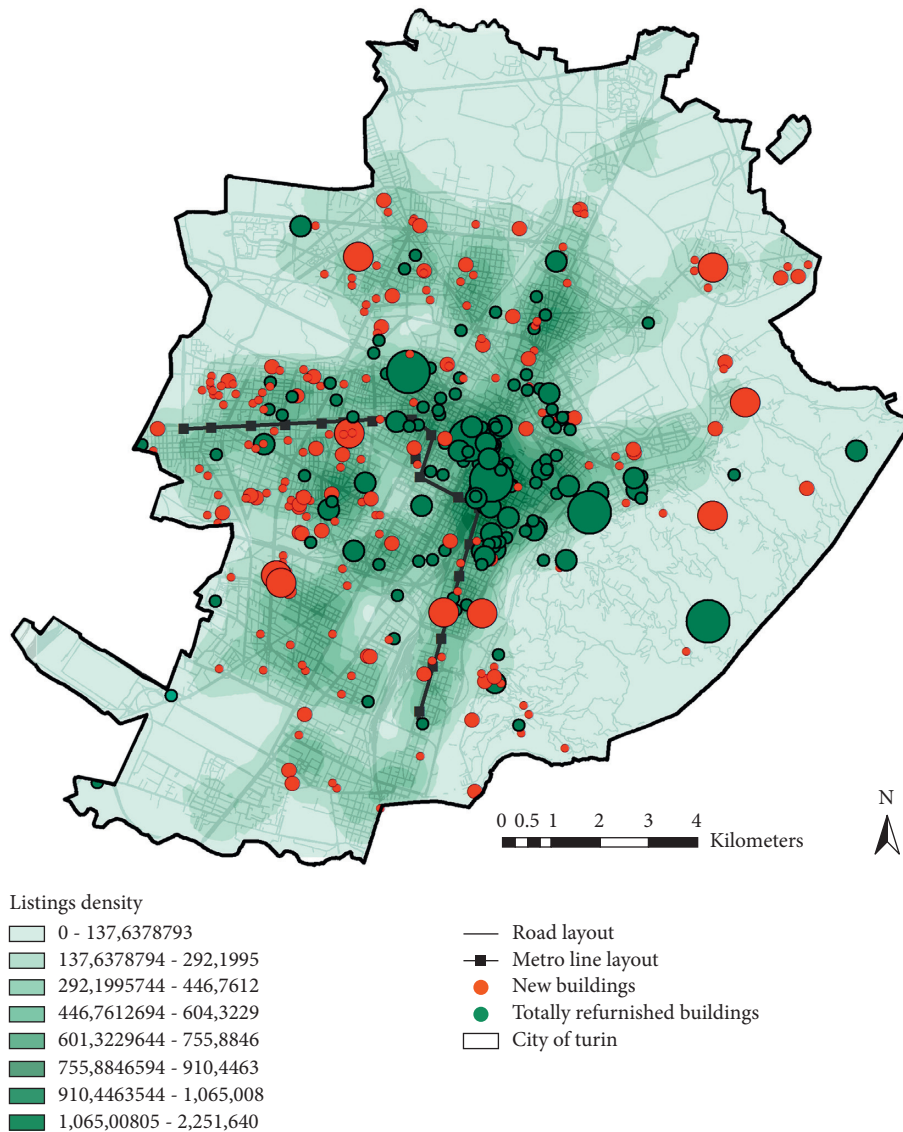 N
0 0.5 1 2 3 4
Kilometers
Listings density
0 - 137,6378793
137,6378794 - 292,1995
292,1995744 - 446,7612
446,7612694 - 604,3229
601,3229644 - 755,8846
755,8846594 - 910,4463
910,4463544 - 1,065,008
1,065,00805 - 2,251,640
Road layout
Metro line layout
New buildings
Totally refurnished buildings
City of turin